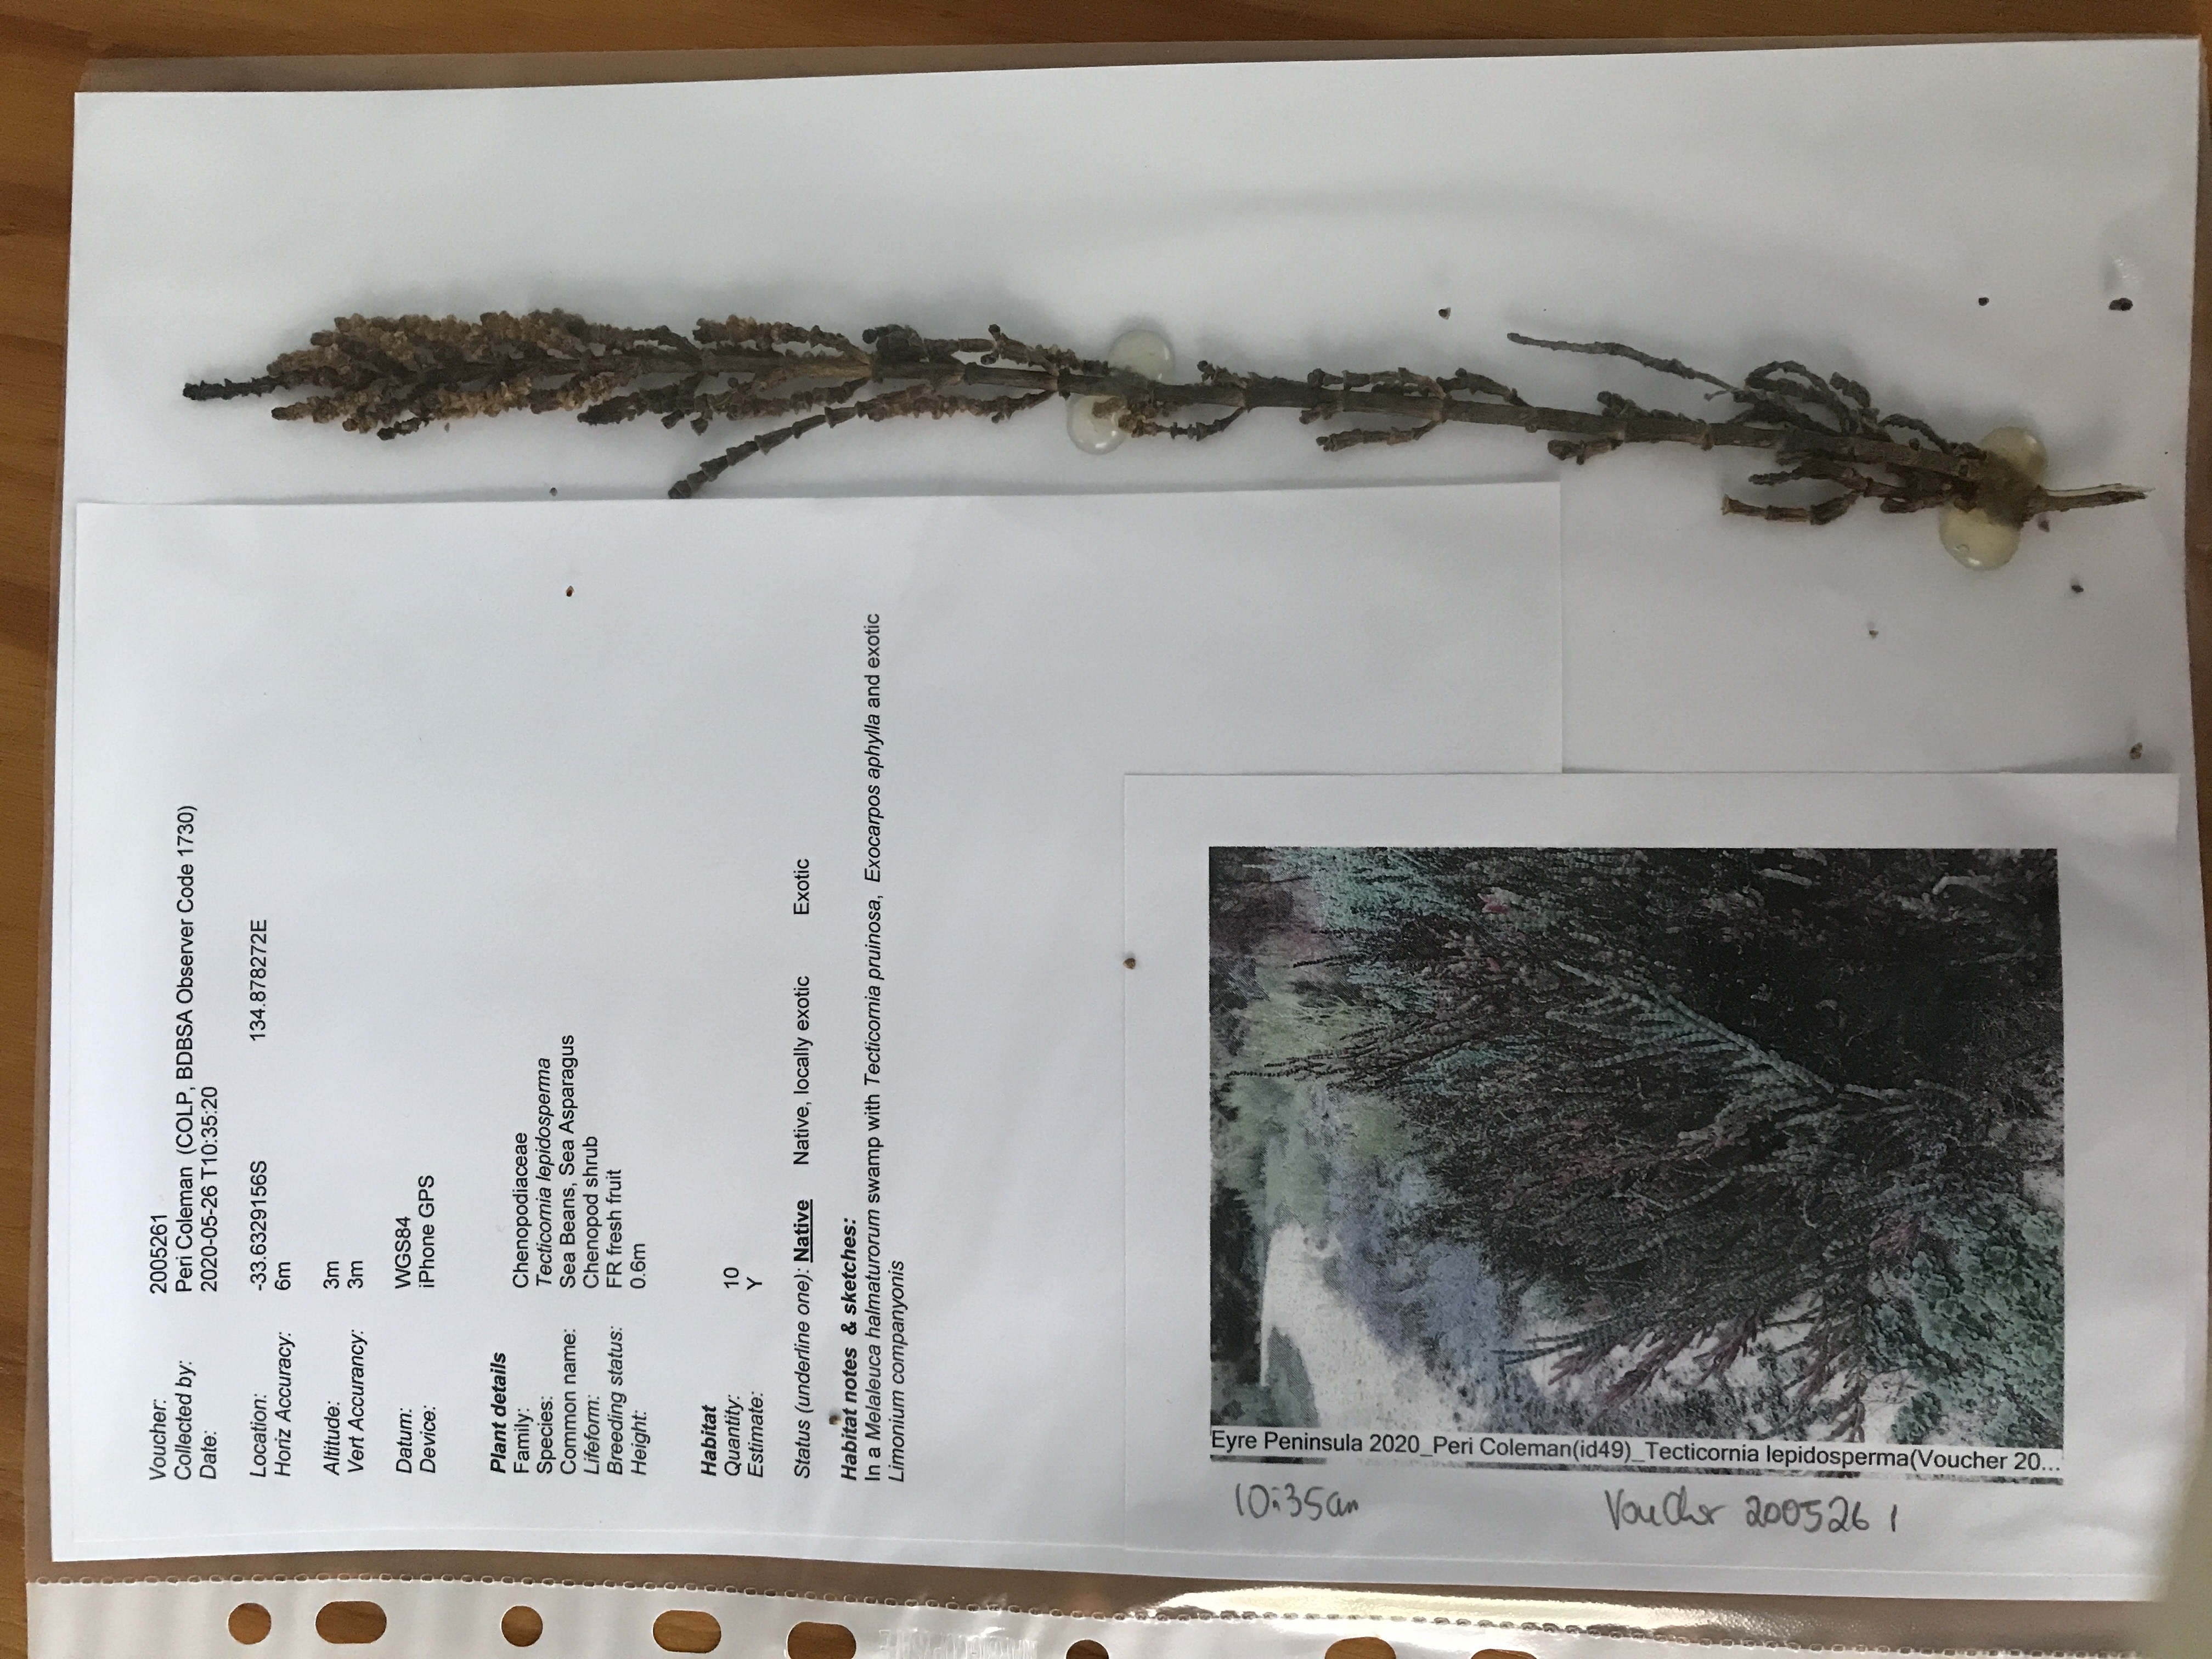 Voucher: 2005261
Collected by: Peri Coleman (COLP, BDBSA Observer Code 1730)
Date: 2020-05-26 T10:35:20
Location: -33.6329156S 134.878272E
Horiz Accuracy: 6m
Altitude: 3m
Vert Accurancy: 3m
Datum: WGS84
Device: iPhone GPS
Plant details
Family: Chenopodiaceae
Species: Tecticornia lepidosperma
Common name: Sea Beans, Sea Asparagus
Lifeform: Chenopod shrub
Breeding status: FR fresh fruit
Height: 0.6m
Habitat
Quantity: 10
Estimate: Y
Status (underline one): Native Native, locally exotic Exotic
Habitat notes & sketches:
In a Melaleuca halmaturorum swamp with Tecticornia pruinosa, Exocarpos aphylla and exotic
Limonium companyonis
Eyre Peninsula 2020_Peri Coleman(id49)_Tecticornia lepidosperma(Voucher 20...
10:35am Voucher 2005261